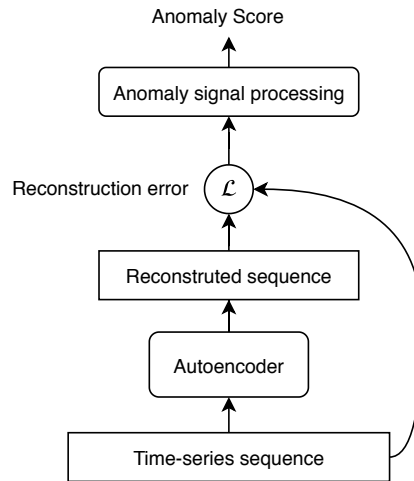 Anomaly Score
Anomaly signal processing
Reconstruction error
ℒ
Reconstruted sequence
Autoencoder
Time-series sequence